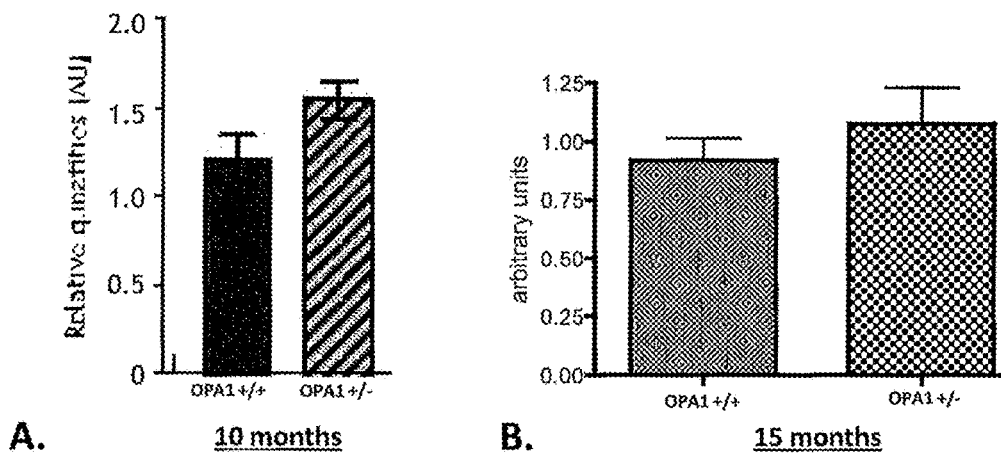 Relative quantities [AU]
2.0
1.5
1.0
0.5
0
OPA1+/+ OPA1+/-
A. 10 months
arbitrary units
1.25
1.00
0.75
0.50
0.25
0.00
OPA1+/+ OPA1+/-
B. 15 months